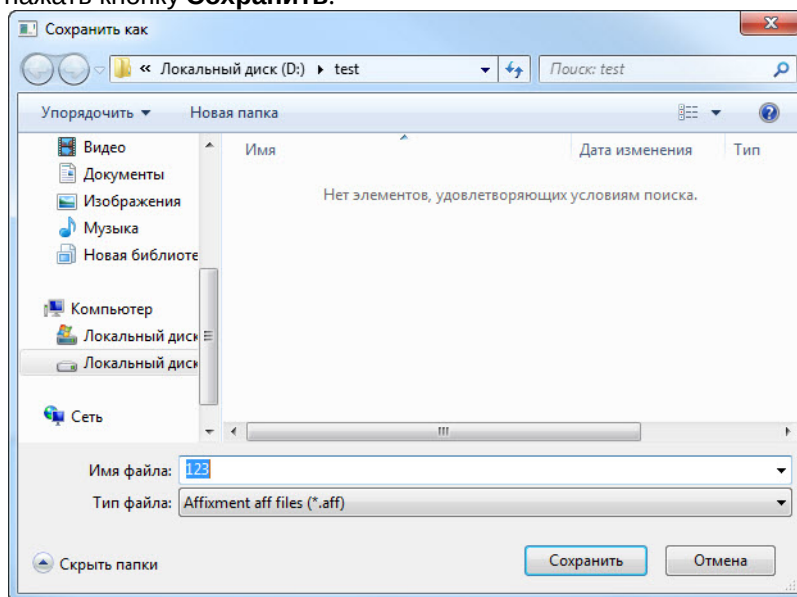 нажать кнопку Сохранить.
Сохранить как
« Локальный диск (D:) ▸ test
Поиск: test
Упорядочить Новая папка
Видео
Документы
Изображения
Музыка
Новая библиоте
Компьютер
Локальный диск
Локальный диск
Сеть
Имя Дата изменения Тип
Нет элементов, удовлетворяющих условиям поиска.
Имя файла: 123
Тип файла: Affixment aff files (*.aff)
Скрыть папки
Сохранить Отмена